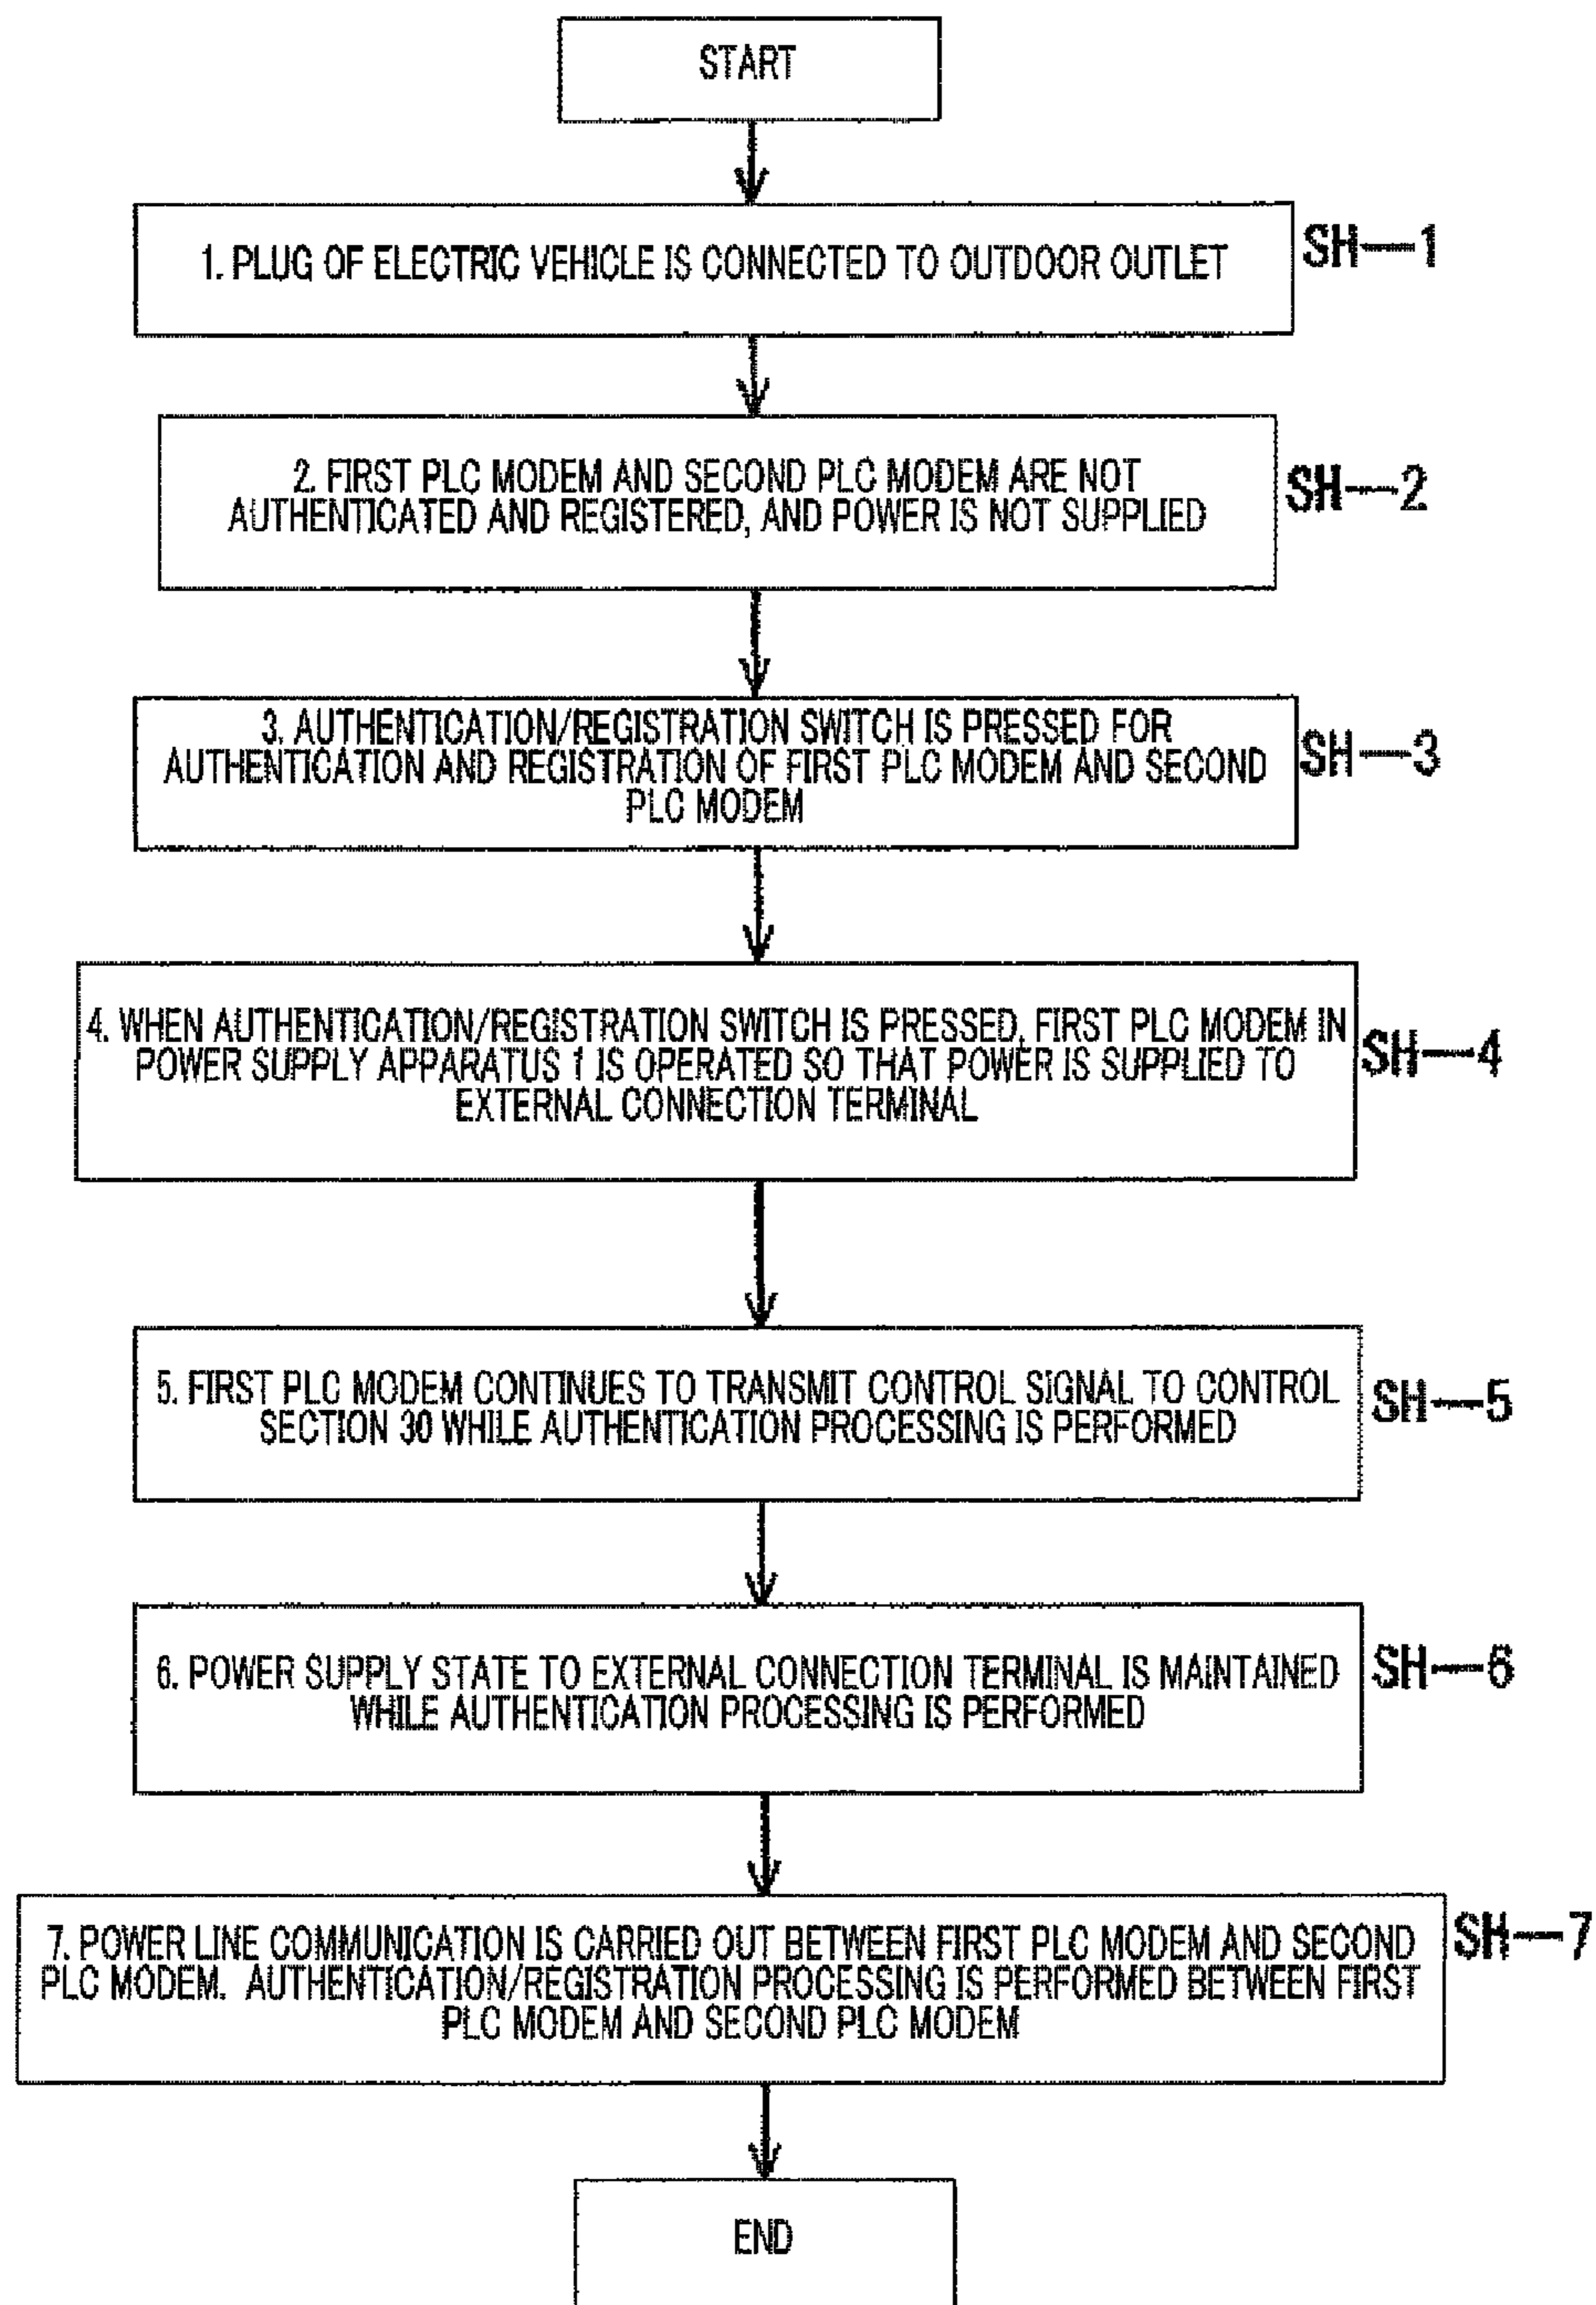 START
1. PLUG OF ELECTRIC VEHICLE IS CONNECTED TO OUTDOOR OUTLET
SH-1
2. FIRST PLC MODEM AND SECOND PLC MODEM ARE NOT
AUTHENTICATED AND REGISTERED, AND POWER IS NOT SUPPLIED
SH-2
3. AUTHENTICATION/REGISTRATION SWITCH IS PRESSED FOR
AUTHENTICATION AND REGISTRATION OF FIRST PLC MODEM AND SECOND
PLC MODEM
SH-3
4. WHEN AUTHENTICATION/REGISTRATION SWITCH IS PRESSED, FIRST PLC MODEM IN
POWER SUPPLY APPARATUS 1 IS OPERATED SO THAT POWER IS SUPPLIED TO
EXTERNAL CONNECTION TERMINAL
SH-4
5. FIRST PLC MODEM CONTINUES TO TRANSMIT CONTROL SIGNAL TO CONTROL
SECTION 30 WHILE AUTHENTICATION PROCESSING IS PERFORMED
SH-5
6. POWER SUPPLY STATE TO EXTERNAL CONNECTION TERMINAL IS MAINTAINED
WHILE AUTHENTICATION PROCESSING IS PERFORMED
SH-6
7. POWER LINE COMMUNICATION IS CARRIED OUT BETWEEN FIRST PLC MODEM AND SECOND
PLC MODEM. AUTHENTICATION/REGISTRATION PROCESSING IS PERFORMED BETWEEN FIRST
PLC MODEM AND SECOND PLC MODEM
SH-7
END